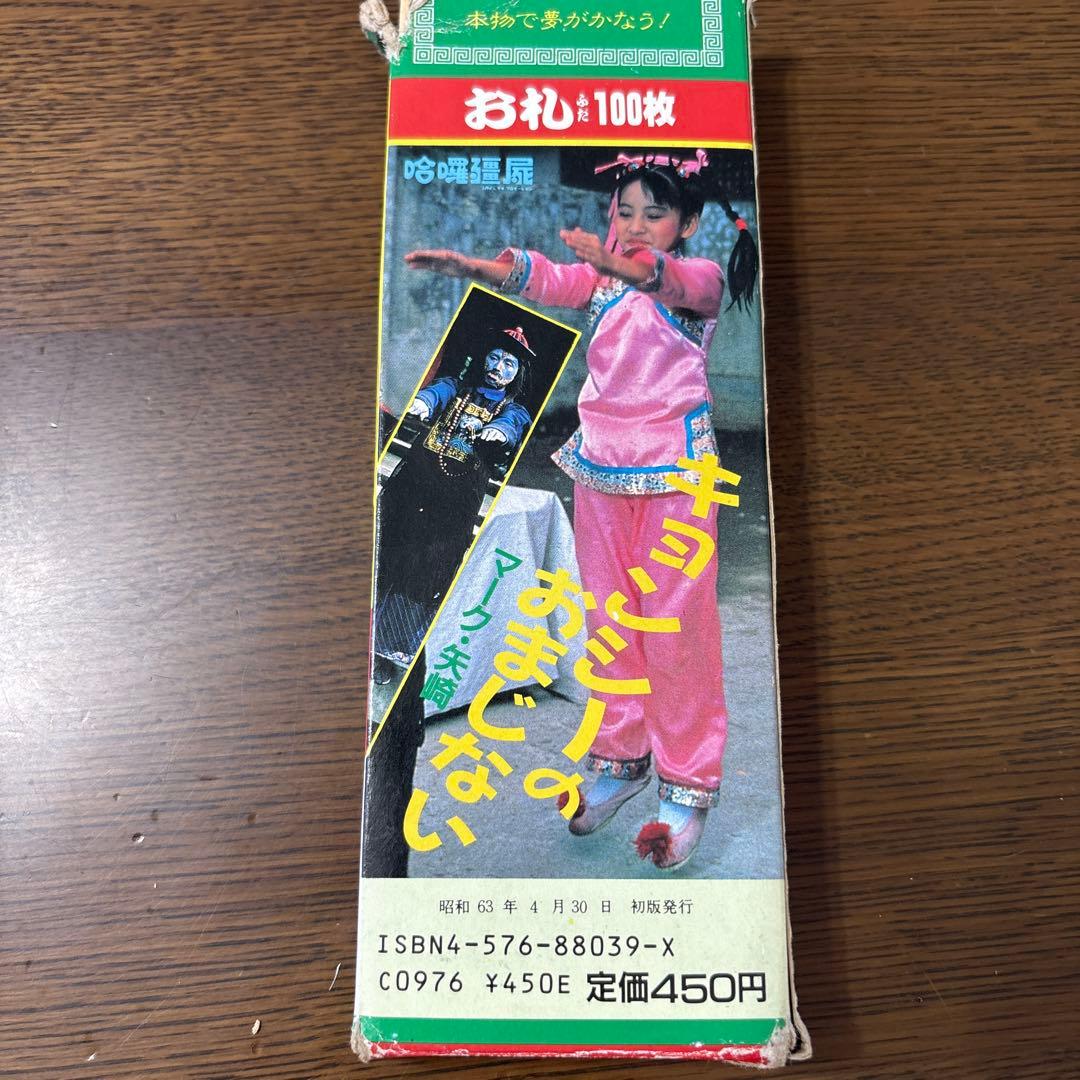 本物で夢がかなう!
お札ふだ100枚
哈囉殭屍
キョンシーの
おまじない
マーク・矢崎
昭和63年4月30日 初版発行
ISBN4-576-88039-X
C0976 ¥450E 定価450円